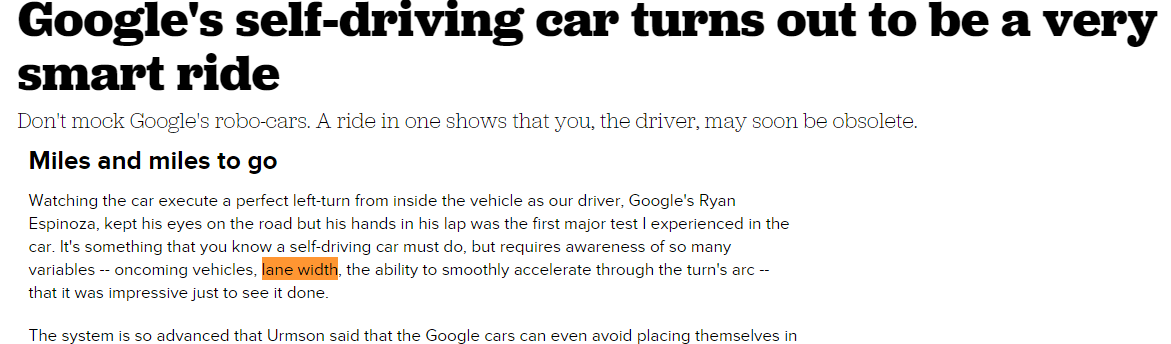 Google's self-driving car turns out to be a very
smart ride
Don't mock Google's robo-cars. A ride in one shows that you, the driver, may soon be obsolete.
Miles and miles to go
Watching the car execute a perfect left-turn from inside the vehicle as our driver, Google's Ryan
Espinoza, kept his eyes on the road but his hands in his lap was the first major test I experienced in the
car. It's something that you know a self-driving car must do, but requires awareness of so many
variables -- oncoming vehicles, lane width, the ability to smoothly accelerate through the turn's arc --
that it was impressive just to see it done.
The system is so advanced that Urmson said that the Google cars can even avoid placing themselves in